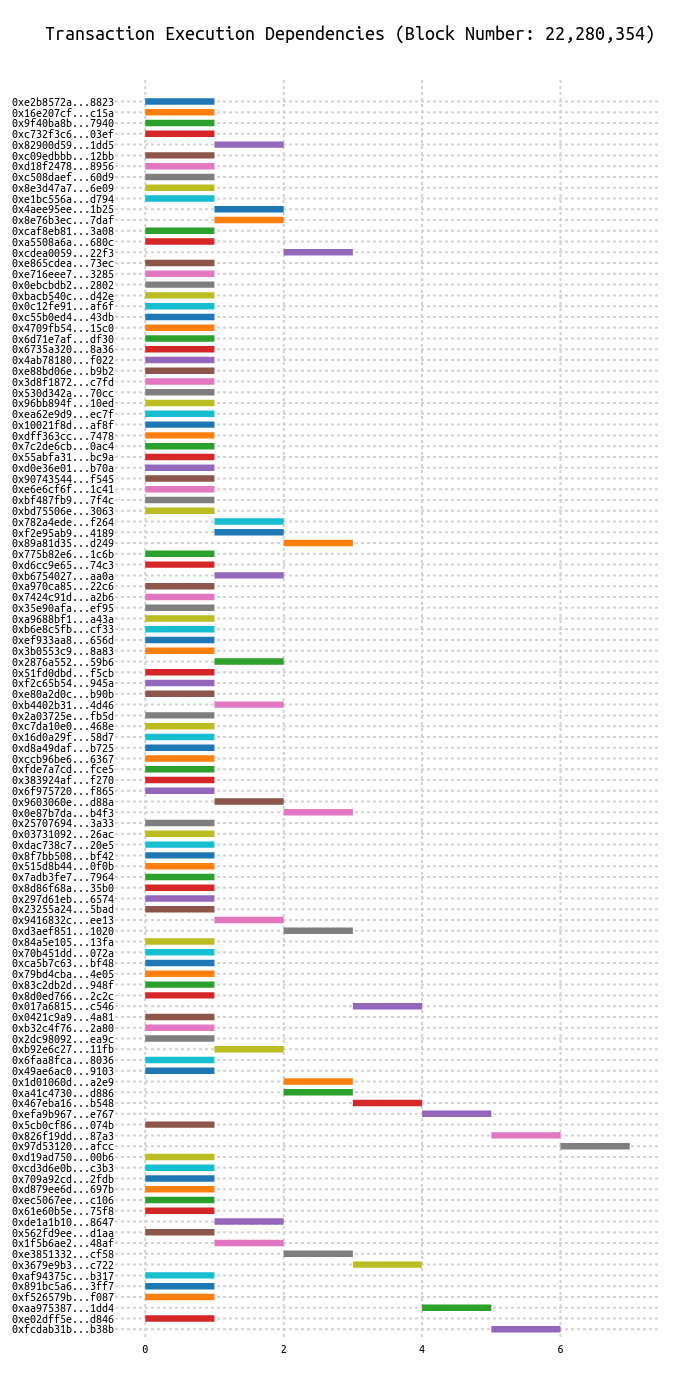 Transaction Execution Dependencies (Block Number: 22,280,354)
0xe2b8572a...8823
0x16e207cf...c15a
0x9f40ba8b...7940
0xc732f3c6...03ef
0x82900d59...1dd5
0xc09edbbb...12bb
0xd18f2478...8956
0xc508daef...60d9
0x8e3d47a7...6e09
0xe1bc556a...d794
0x4aee95ee...1b25
0x8e76b3ec...7daf
0xcaf8eb81...3a08
0xa5508a6a...680c
0xcdea0059...22f3
0xe865cdea...73ec
0xe716eee7...3285
0x0ebcbdb2...2802
0xbacb540c...d42e
0x0c12fe91...af6f
0xc55b0ed4...43db
0x4709fb54...15c0
0x6d71e7af...df30
0x6735a320...8a36
0x4ab78180...f022
0xe88bd06e...b9b2
0x3d8f1872...c7fd
0x530d342a...70cc
0x96bb894f...10ed
0xea62e9d9...ec7f
0x10021f8d...af8f
0xdff363cc...7478
0x7c2de6cb...0ac4
0x55abfa31...bc9a
0xd0e36e01...b70a
0x90743544...f545
0xe6e6cf6f...1c41
0xbf487fb9...7f4c
0xbd75506e...3063
0x782a4ede...f264
0xf2e95ab9...4189
0x89a81d35...d249
0x775b82e6...1c6b
0xd6cc9e65...74c3
0xb6754027...aa0a
0xa970ca85...22c6
0x7424c91d...a2b6
0x35e90afa...ef95
0xa9688bf1...a43a
0xb6e8c5fb...cf33
0xef933aa8...656d
0x3b0553c9...8a83
0x2876a552...59b6
0x51fd0dbd...f5cb
0xf2c65b54...945a
0xe80a2d0c...b90b
0xb4402b31...4d46
0x2a03725e...fb5d
0xc7da10e0...468e
0x16d0a29f...58d7
0xd8a49daf...b725
0xccb96be6...6367
0xfde7a7cd...fce5
0x383924af...f270
0x6f975720...f865
0x9603060e...d88a
0x0e87b7da...b4f3
0x25707694...3a33
0x03731092...26ac
0xdac738c7...20e5
0x8f7bb508...bf42
0x515d8b44...0f0b
0x7adb3fe7...7964
0x8d86f68a...35b0
0x297d61eb...6574
0x23255a24...5bad
0x9416832c...ee13
0xd3aef851...1020
0x84a5e105...13fa
0x70b451dd...072a
0xca5b7c63...bf48
0x79bd4cba...4e05
0x83c2db2d...948f
0x8d0ed766...2c2c
0x017a6815...c546
0x0421c9a9...4a81
0xb32c4f76...2a80
0x2dc98092...ea9c
0xb92e6c27...11fb
0x6faa8fca...8036
0x49ae6ac0...9103
0x1d01060d...a2e9
0xa41c4730...d886
0x467eba16...b548
0xefa9b967...e767
0x5cb0cf86...074b
0x826f19dd...87a3
0x97d53120...afcc
0xd19ad750...00b6
0xcd3d6e0b...c3b3
0x709a92cd...2fdb
0xd879ee6d...697b
0xec5067ee...c106
0x61e60b5e...75f8
0xde1a1b10...8647
0x562fd9ee...d1aa
0x1f5b6ae2...48af
0xe3851332...cf58
0x3679e9b3...c722
0xaf94375c...b317
0x891bc5a6...3ff7
0xf526579b...f087
0xaa975387...1dd4
0xe02dff5e...d846
0xfcdab31b...b38b
0 2 4 6